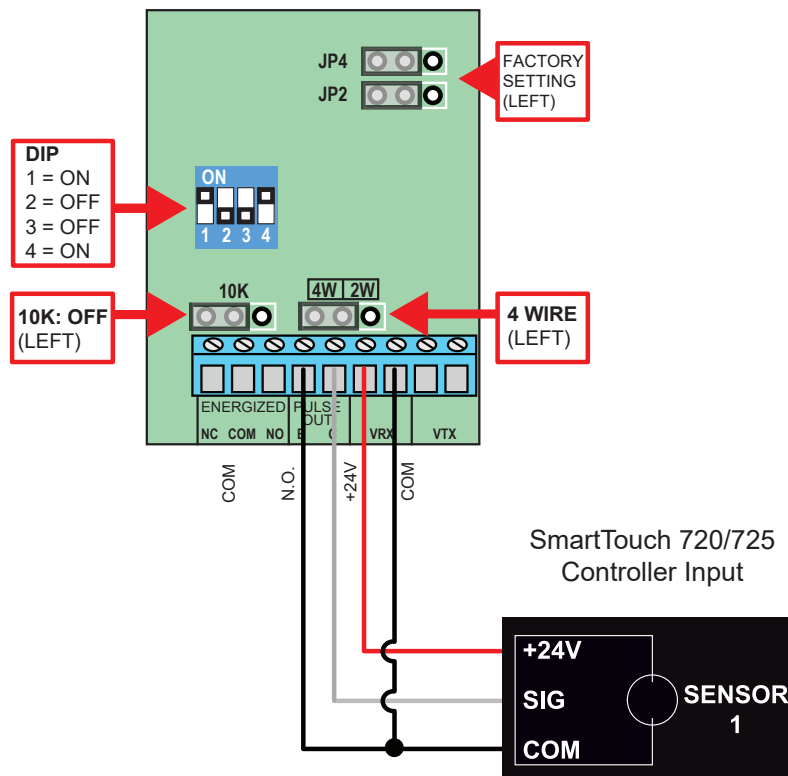 JP4
JP2
FACTORY
SETTING
(LEFT)
DIP
1 = ON
2 = OFF
3 = OFF
4 = ON
ON
1 2 3 4
10K
4W 2W
10K: OFF
(LEFT)
4 WIRE
(LEFT)
ENERGIZED
PULSE
OUT
NC COM NO E C VRX VTX
COM
N.O.
+24V
COM
SmartTouch 720/725
Controller Input
+24V
SIG
COM
SENSOR
1